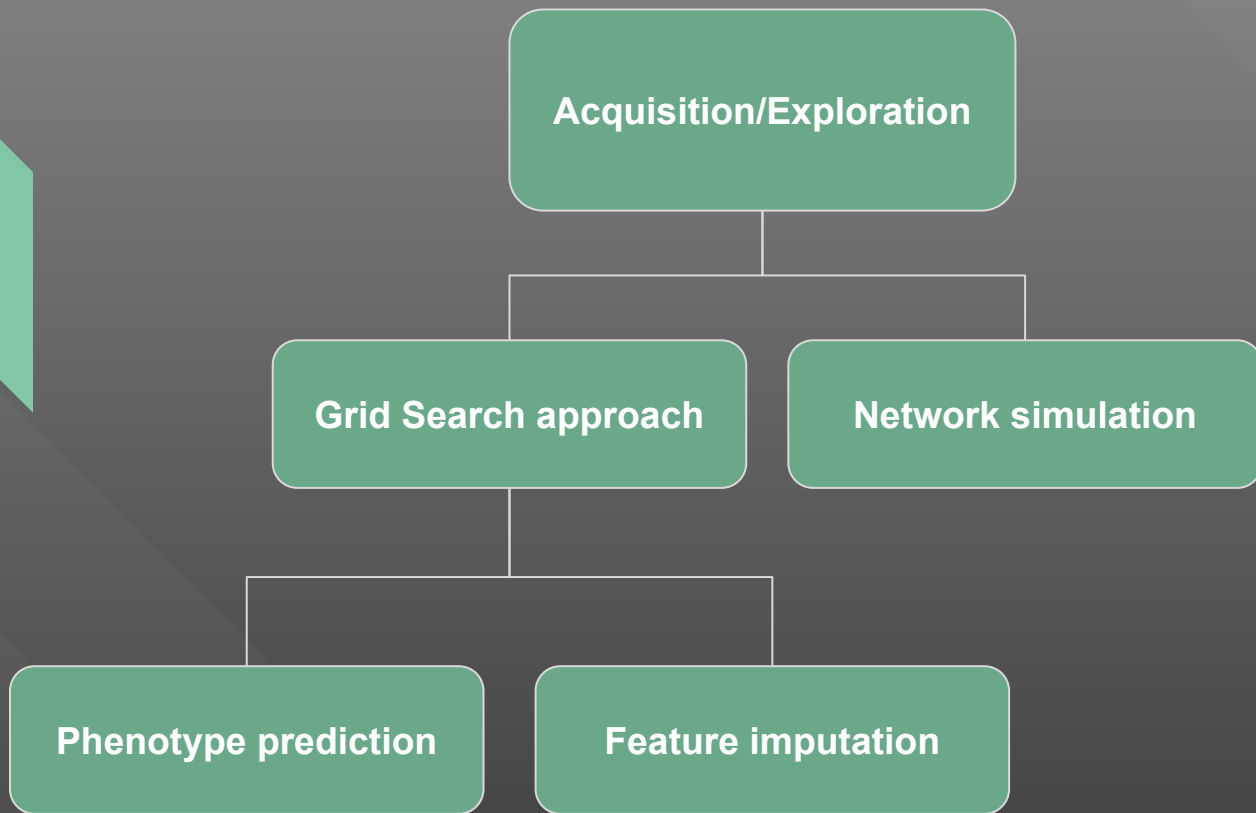 Acquisition/Exploration
Grid Search approach
Network simulation
Phenotype prediction
Feature imputation